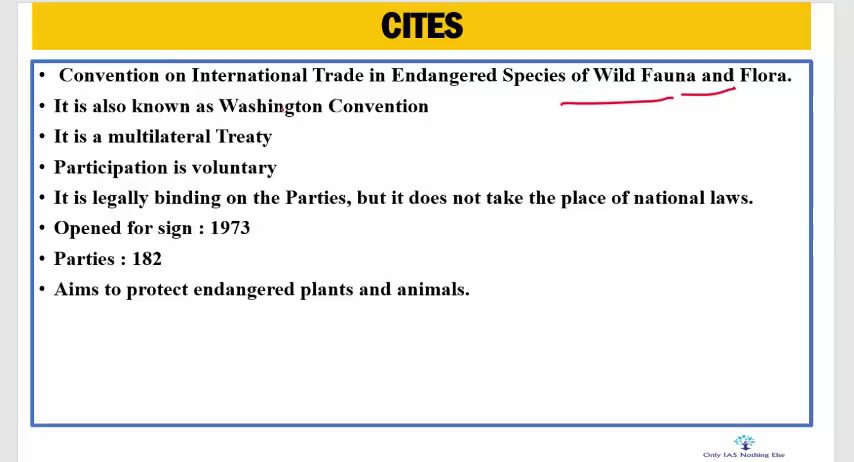 CITES
• Convention on International Trade in Endangered Species of Wild Fauna and Flora.
• It is also known as Washington Convention
• It is a multilateral Treaty
• Participation is voluntary
• It is legally binding on the Parties, but it does not take the place of national laws.
• Opened for sign : 1973
• Parties : 182
• Aims to protect endangered plants and animals.
Only IAS Nothing Else